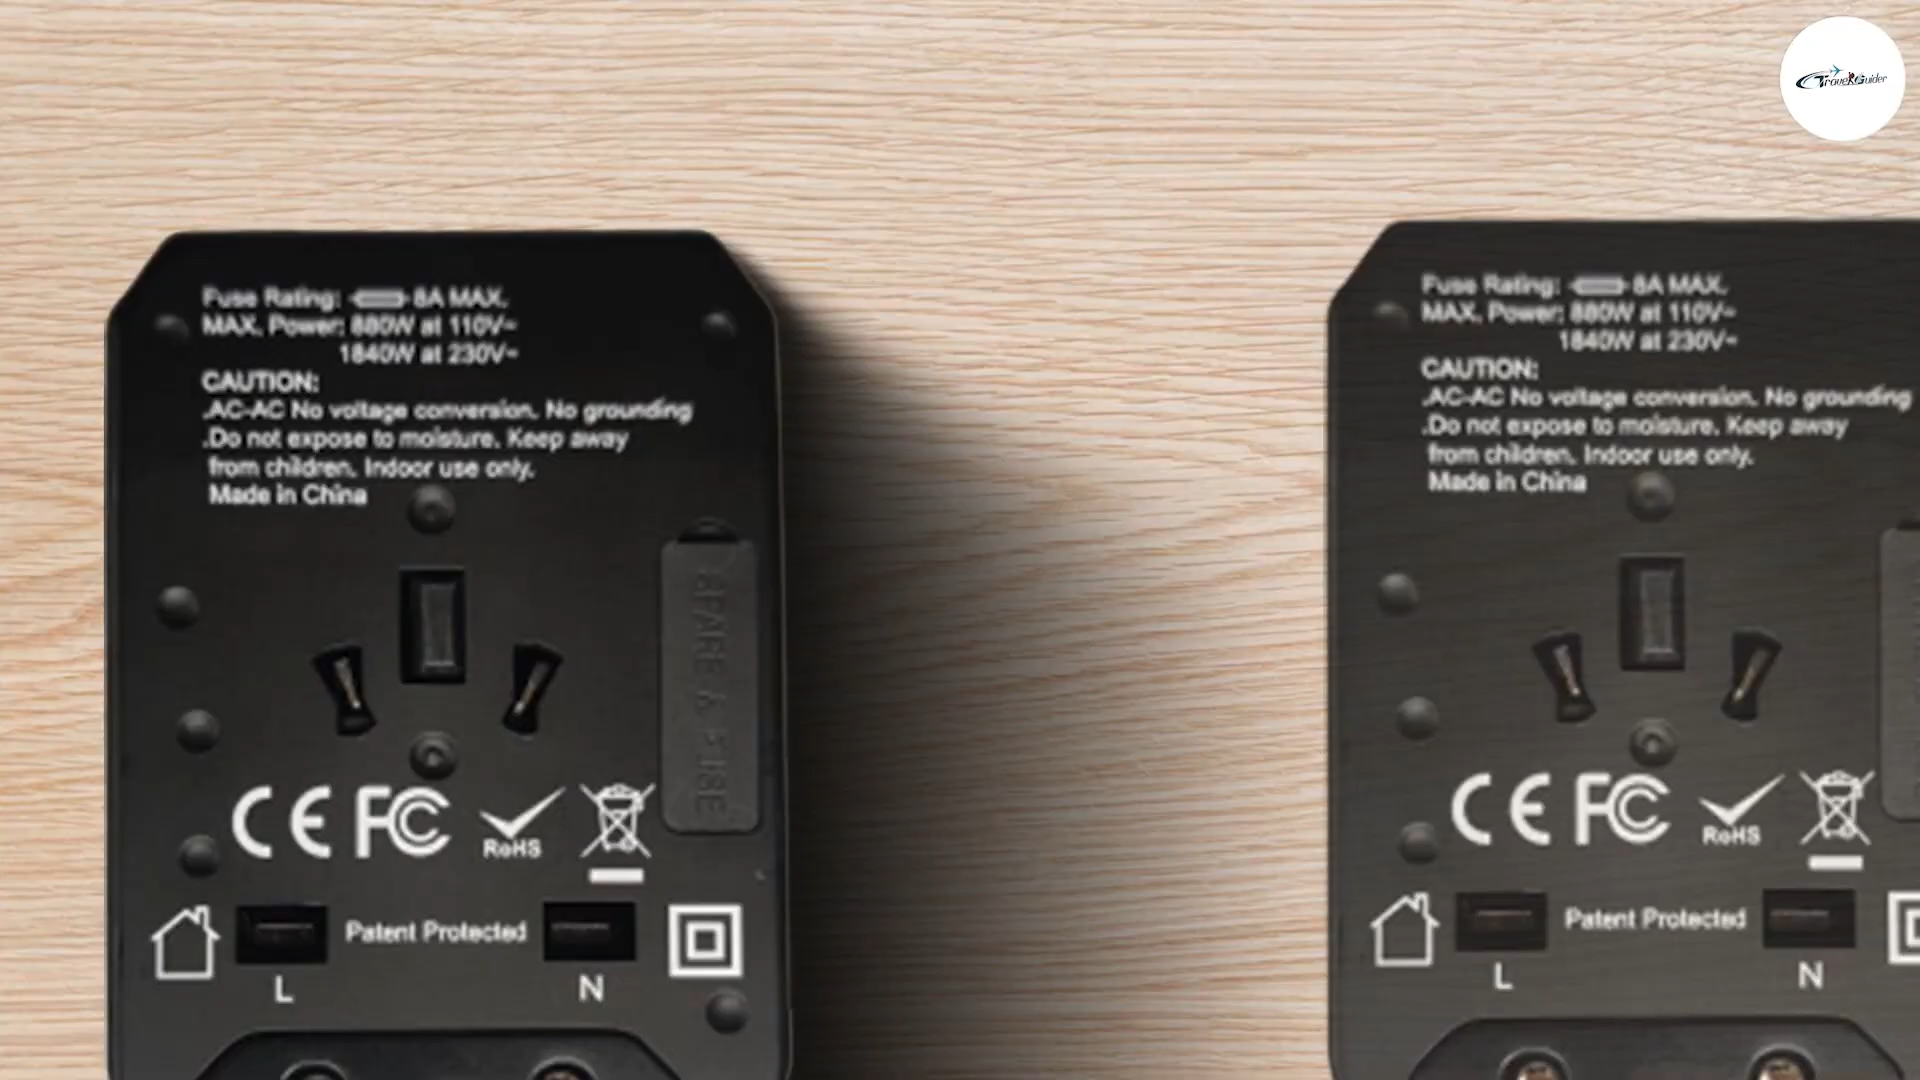 Travel Guider
Fuse Rating: 8A MAX.
MAX. Power: 880W at 110V~
1840W at 230V~
CAUTION:
.AC-AC No voltage conversion. No grounding
.Do not expose to moisture. Keep away
from children. Indoor use only.
Made in China
SPARE & FUSE
CE FC RoHS
Patent Protected
L N
Fuse Rating: 8A MAX.
MAX. Power: 880W at 110V~
1840W at 230V~
CAUTION:
.AC-AC No voltage conversion. No grounding
.Do not expose to moisture. Keep away
from children. Indoor use only.
Made in China
CE FC RoHS
Patent Protected
L N